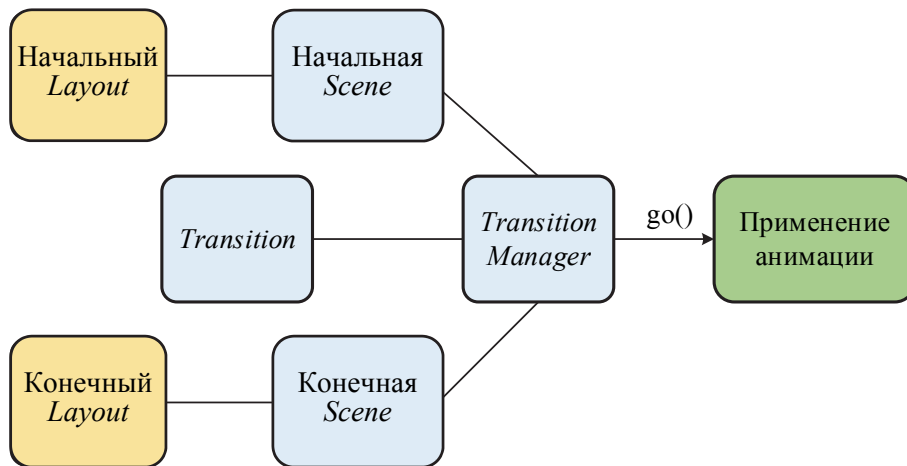 Начальный
Layout
Начальная
Scene
Transition
Transition
Manager
go()
Применение
анимации
Конечный
Layout
Конечная
Scene